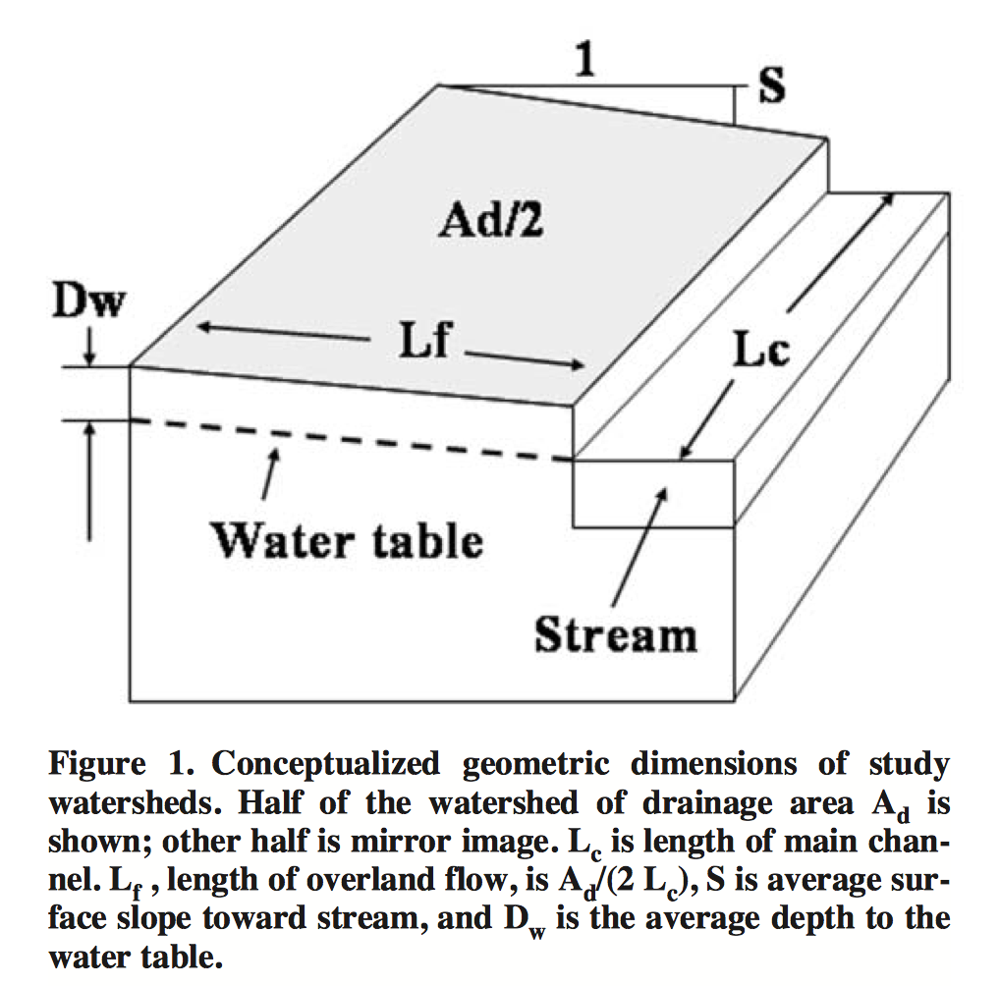 1
S
Ad/2
Dw
Lf
Lc
Water table
Stream
Figure 1. Conceptualized geometric dimensions of study
watersheds. Half of the watershed of drainage area Ad is
shown; other half is mirror image. Lc is length of main chan-
nel. Lf , length of overland flow, is Ad/(2 Lc), S is average sur-
face slope toward stream, and Dw is the average depth to the
water table.